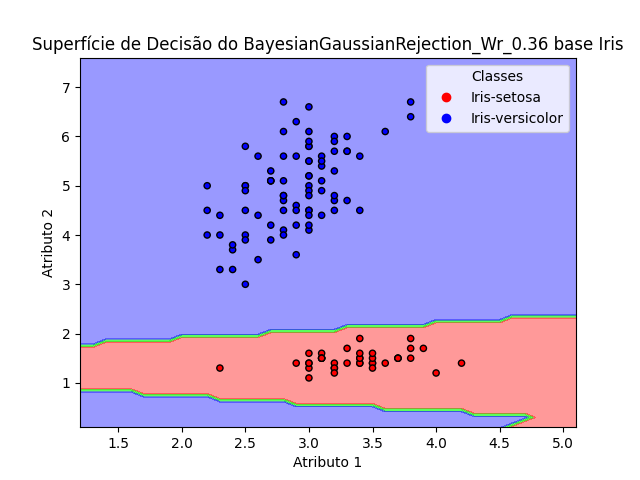 Superfície de Decisão do BayesianGaussianRejection_Wr_0.36 base Iris
Classes
Iris-setosa
Iris-versicolor
7
6
5
4
3
2
1
Atributo 2
1.5 2.0 2.5 3.0 3.5 4.0 4.5 5.0
Atributo 1